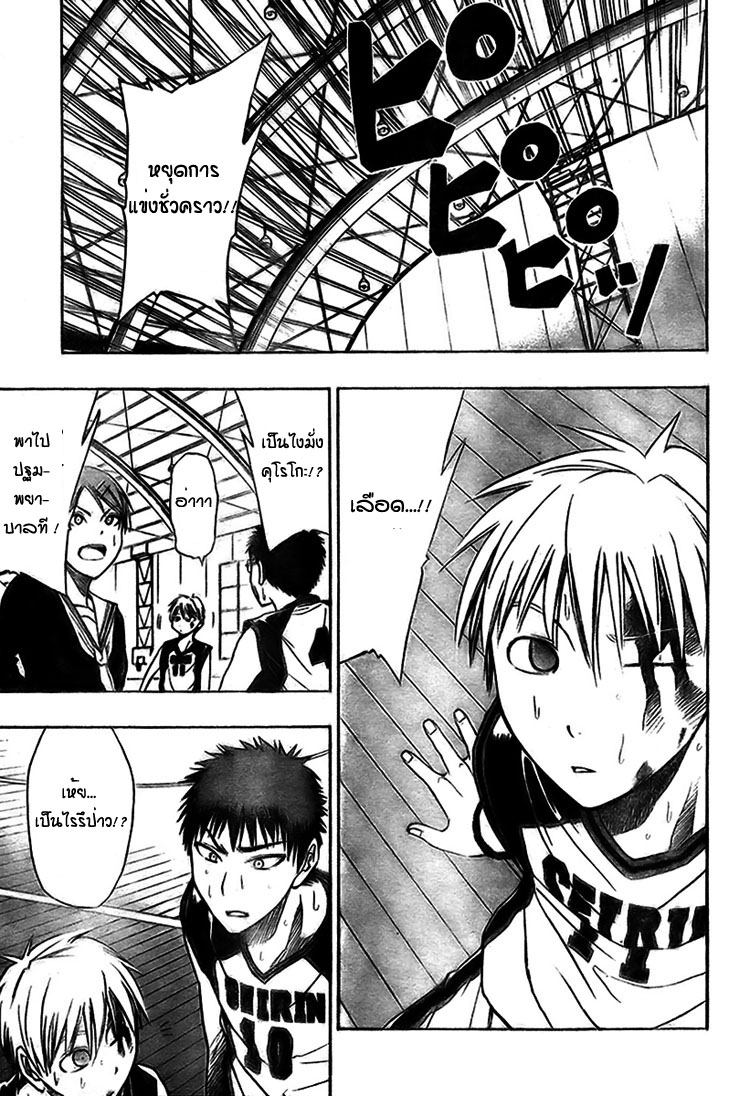 ピピピピピッ
หยุดการ
แข่งชั่วคราว!!
เลือด...!!
SEIRIN
11
เป็นไงมั่ง
คุโรโกะ!?
อ่าาา
พาไป
ปฐม-
พยา-
บาลที!
เห้ย...
เป็นไรรึป่าว!?
SEIRIN
10